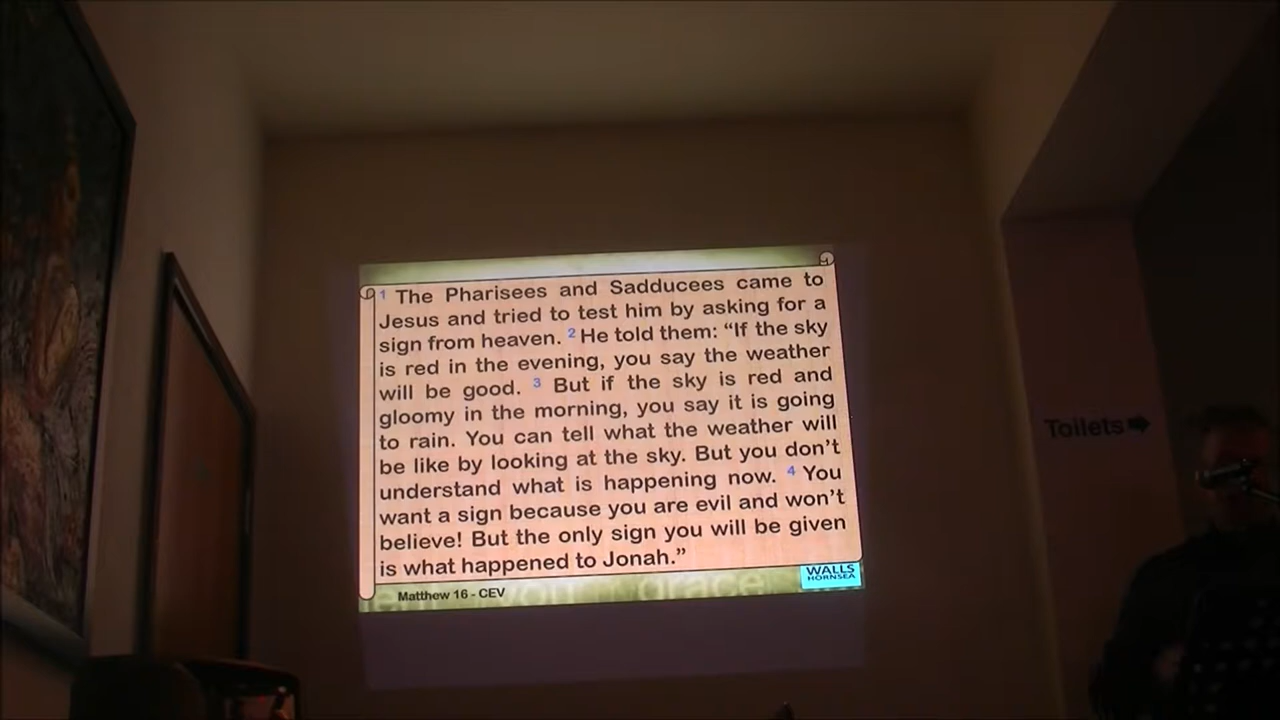 1 The Pharisees and Sadducees came to
Jesus and tried to test him by asking for a
sign from heaven. 2 He told them: “If the sky
is red in the evening, you say the weather
will be good. 3 But if the sky is red and
gloomy in the morning, you say it is going
to rain. You can tell what the weather will
be like by looking at the sky. But you don’t
understand what is happening now. 4 You
want a sign because you are evil and won’t
believe! But the only sign you will be given
is what happened to Jonah.”
Matthew 16 - CEV
grace
WALLS
HORNSEA
Toilets